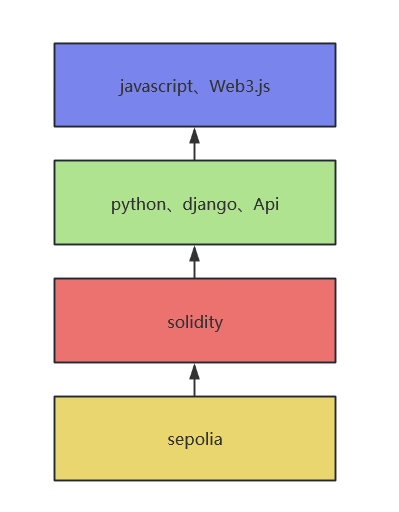 javascript、Web3.js
python、django、Api
solidity
sepolia